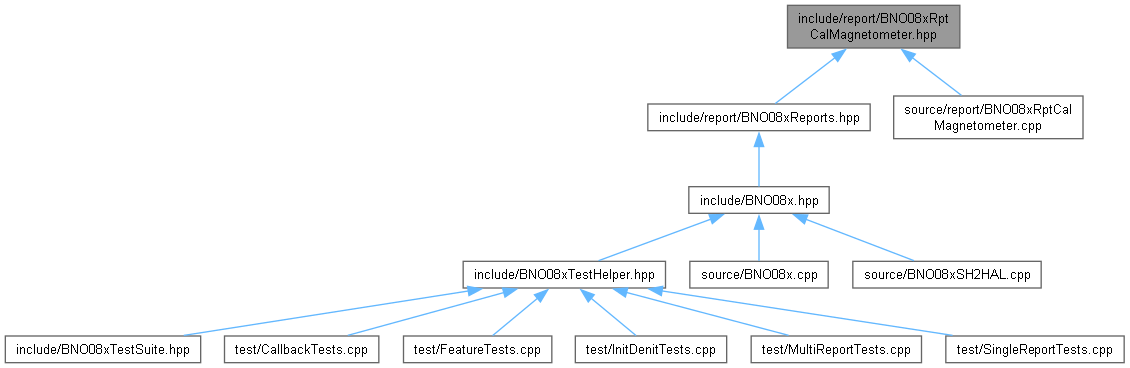 include/report/BNO08xRpt
CalMagnetometer.hpp
include/report/BNO08xReports.hpp
source/report/BNO08xRptCal
Magnetometer.cpp
include/BNO08x.hpp
include/BNO08xTestHelper.hpp
source/BNO08x.cpp
source/BNO08xSH2HAL.cpp
include/BNO08xTestSuite.hpp
test/CallbackTests.cpp
test/FeatureTests.cpp
test/InitDenitTests.cpp
test/MultiReportTests.cpp
test/SingleReportTests.cpp